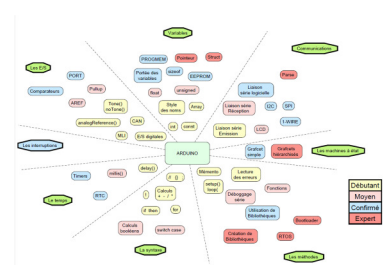 Variables
Communications
Les E/S
PROGMEM
Pointeur
Struct
Portée des
variables
sizeof
EEPROM
float
unsigned
PORT
Comparateurs
Pullup
AREF
Tone()
noTone()
analogReference()
CAN
MLI
E/S digitales
Style
des noms
Array
int
const
Parse
Liaison
série logicielle
Liaison série
Réception
I2C
SPI
1-WIRE
Liaison série
Emission
LCD
Les interruptions
ARDUINO
Grafcet
simple
Grafcets
hiérarchisés
Les machines à état
Timers
millis()
delay()
RTC
Le temps
// {}
Calculs
+ - / *
if
if then
for
Calculs
booléens
switch case
La syntaxe
Mémento
Lecture
des erreurs
setup()
loop()
Déboggage
série
Fonctions
Utilisation de
Bibliothèques
Bootloader
Création de
Bibliothèques
RTOS
Les méthodes
Débutant
Moyen
Confirmé
Expert